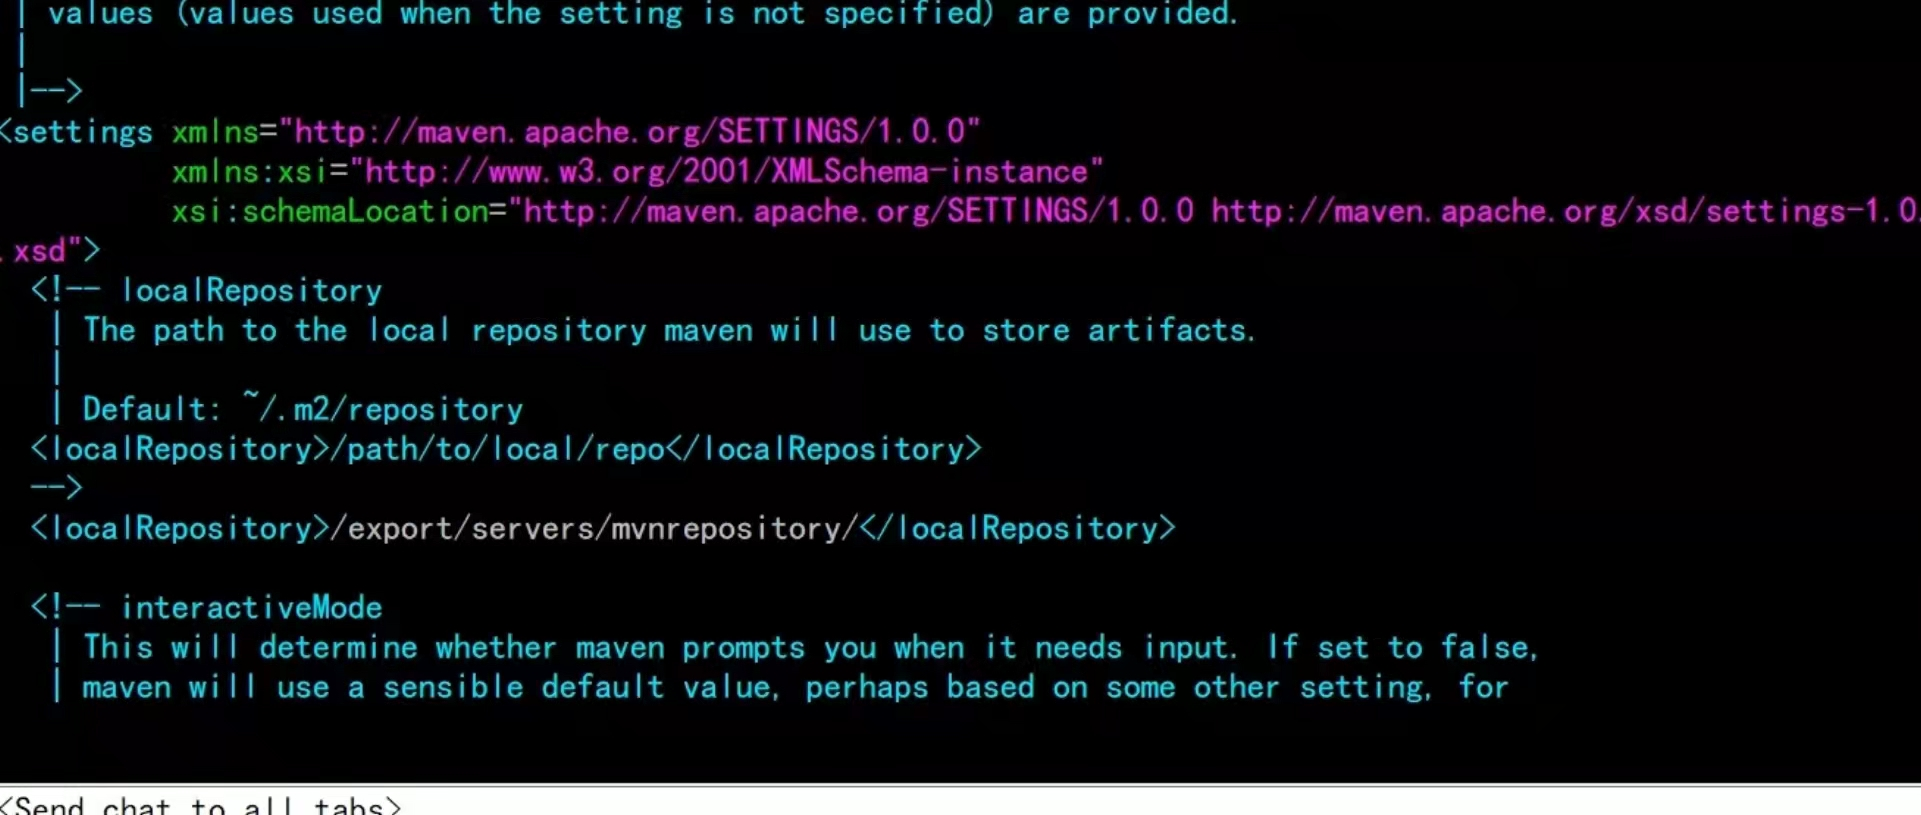 | values (values used when the setting is not specified) are provided.
|
|-->
<settings xmlns="http://maven.apache.org/SETTINGS/1.0.0"
xmlns:xsi="http://www.w3.org/2001/XMLSchema-instance"
xsi:schemaLocation="http://maven.apache.org/SETTINGS/1.0.0 http://maven.apache.org/xsd/settings-1.0.0
.xsd">
<!-- localRepository
| The path to the local repository maven will use to store artifacts.
|
| Default: ~/.m2/repository
<localRepository>/path/to/local/repo</localRepository>
-->
<localRepository>/export/servers/mvnrepository/</localRepository>
<!-- interactiveMode
| This will determine whether maven prompts you when it needs input. If set to false,
| maven will use a sensible default value, perhaps based on some other setting, for
<Send chat to all tabs>